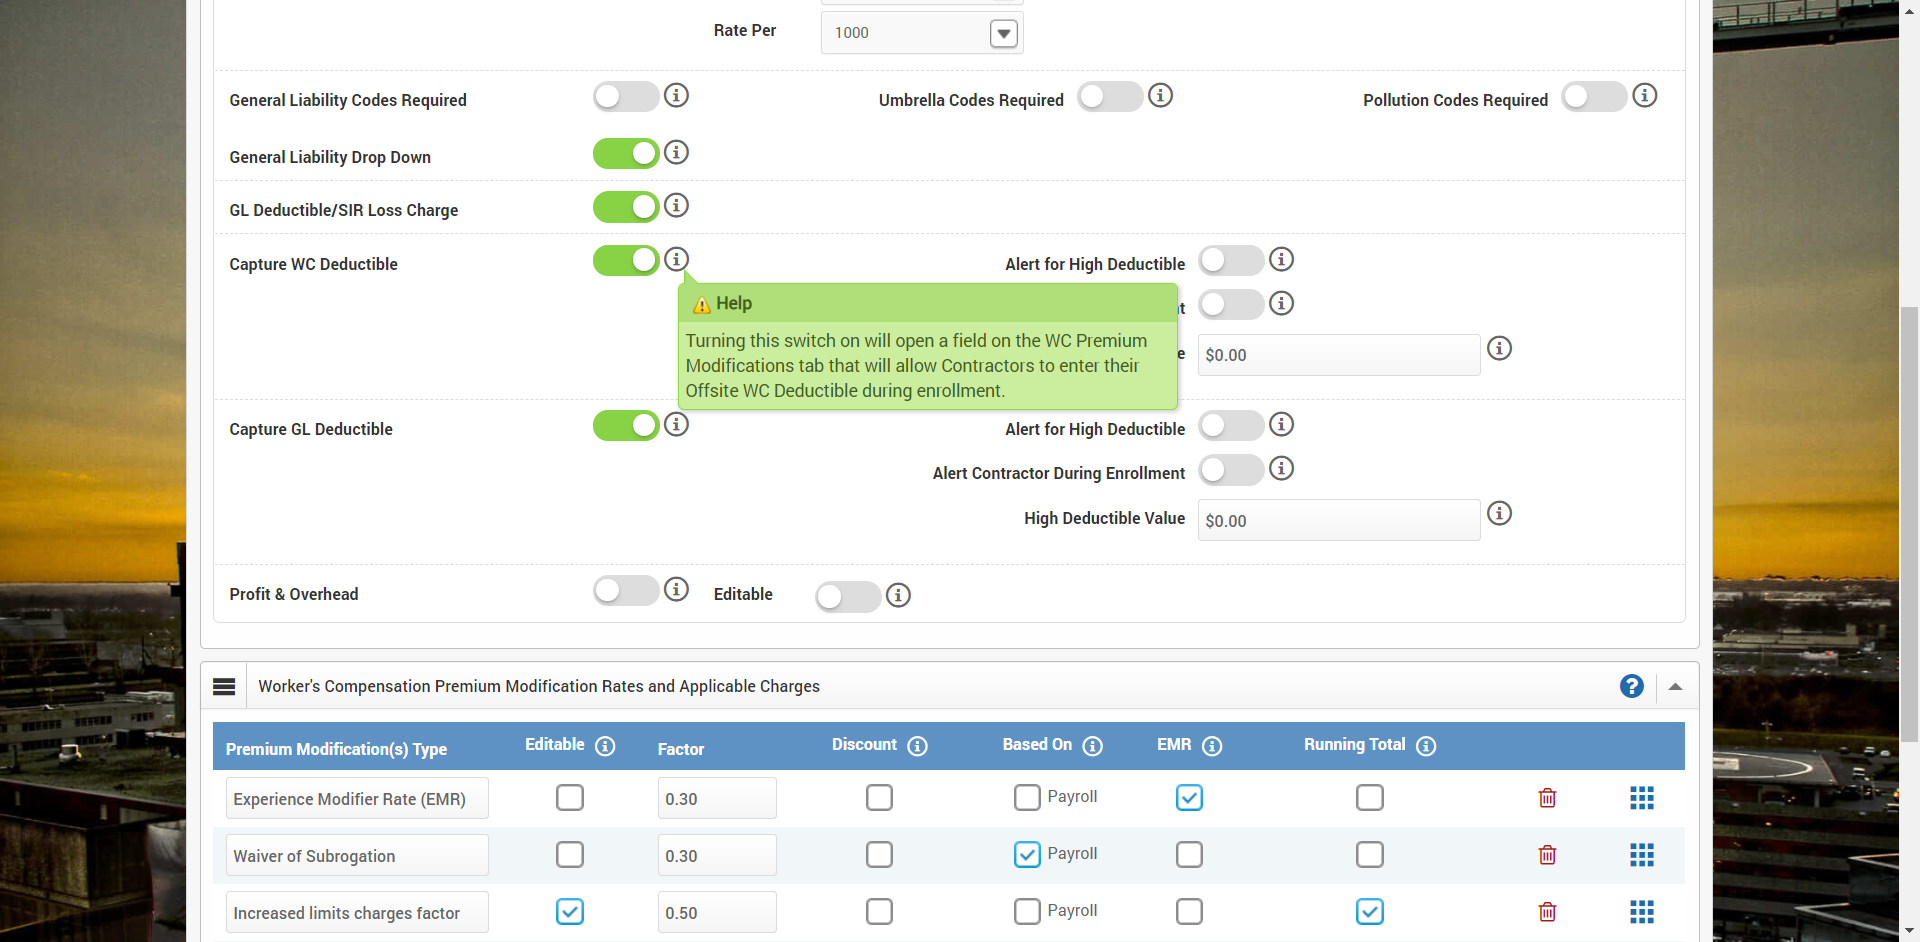 Rate Per
1000
General Liability Codes Required
Umbrella Codes Required
Pollution Codes Required
General Liability Drop Down
GL Deductible/SIR Loss Charge
Capture WC Deductible
Alert for High Deductible
Help
t
Turning this switch on will open a field on the WC Premium
Modifications tab that will allow Contractors to enter their
Offsite WC Deductible during enrollment.
e
$0.00
Capture GL Deductible
Alert for High Deductible
Alert Contractor During Enrollment
High Deductible Value
$0.00
Profit & Overhead
Editable
Worker's Compensation Premium Modification Rates and Applicable Charges
Premium Modification(s) Type
Editable
Factor
Discount
Based On
EMR
Running Total
Experience Modifier Rate (EMR)
0.30
Payroll
Waiver of Subrogation
0.30
Payroll
Increased limits charges factor
0.50
Payroll